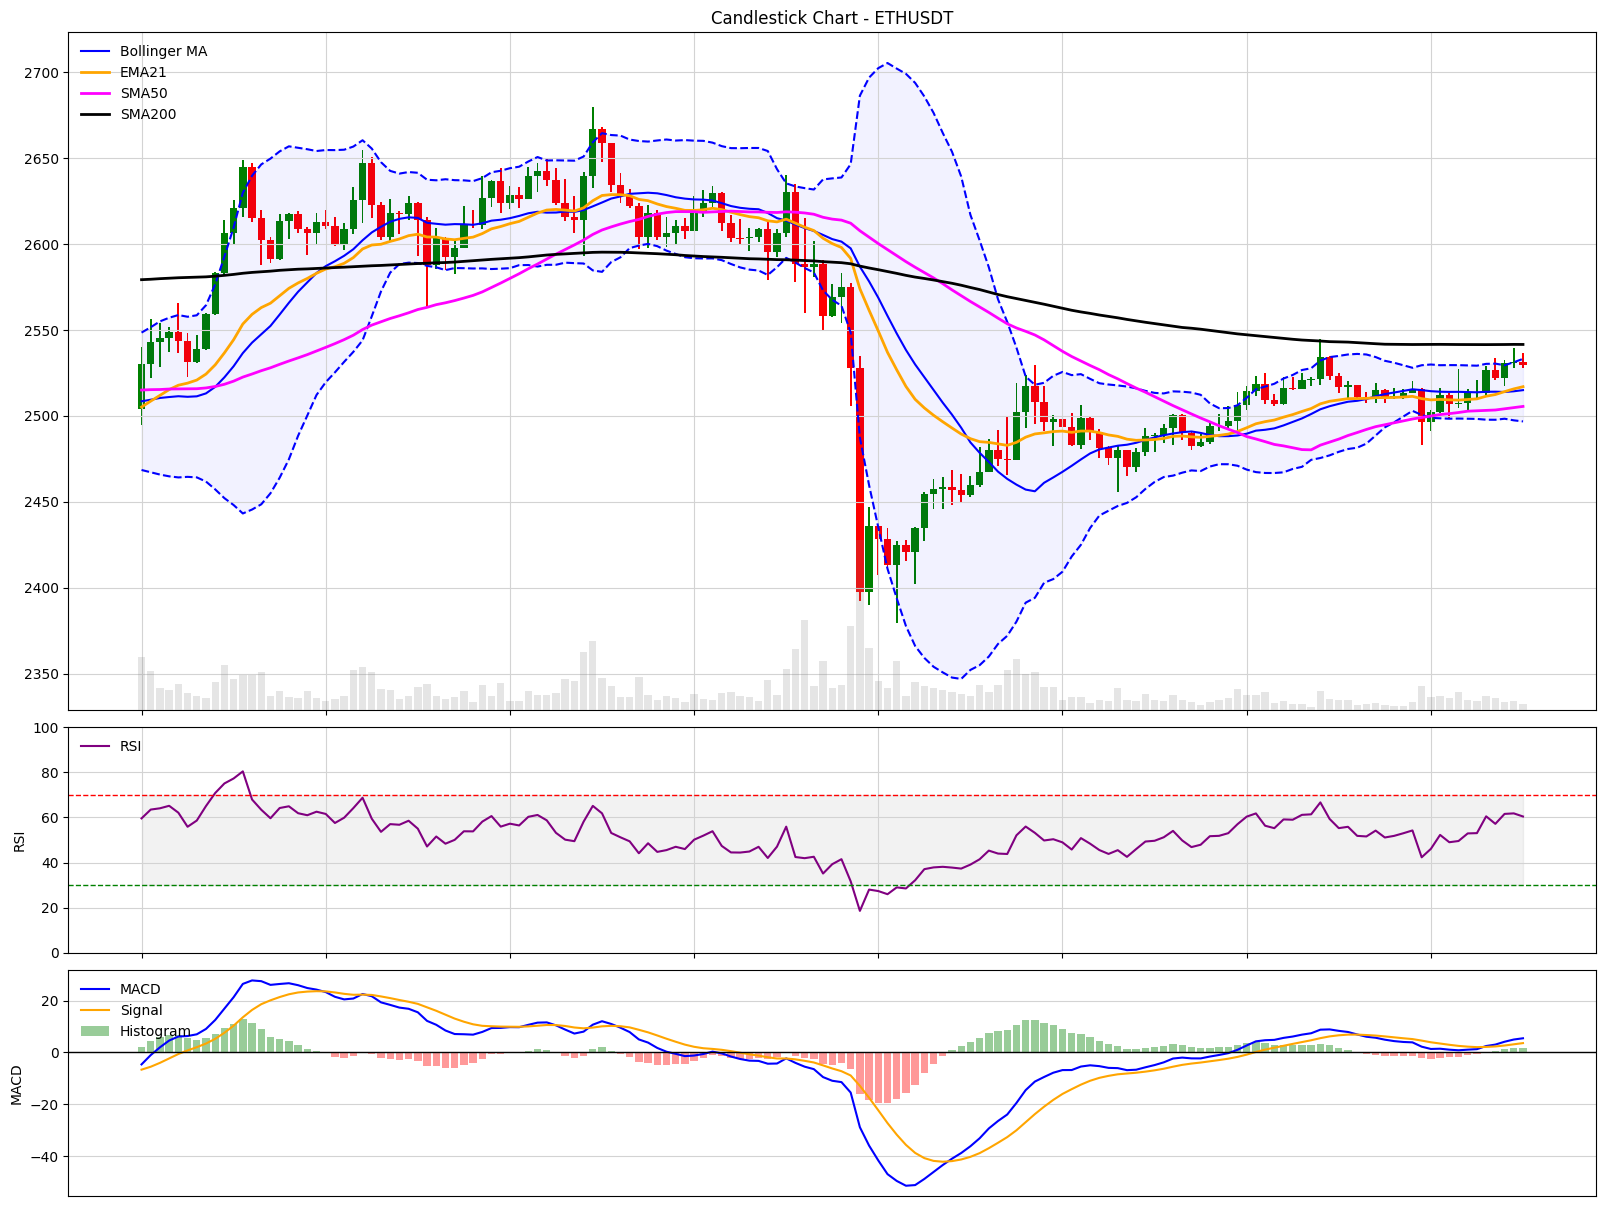 Candlestick Chart - ETHUSDT
Bollinger MA
EMA21
SMA50
SMA200
2700
2650
2600
2550
2500
2450
2400
2350
RSI
100
80
60
40
20
0
RSI
MACD
Signal
Histogram
20
0
−20
−40
MACD